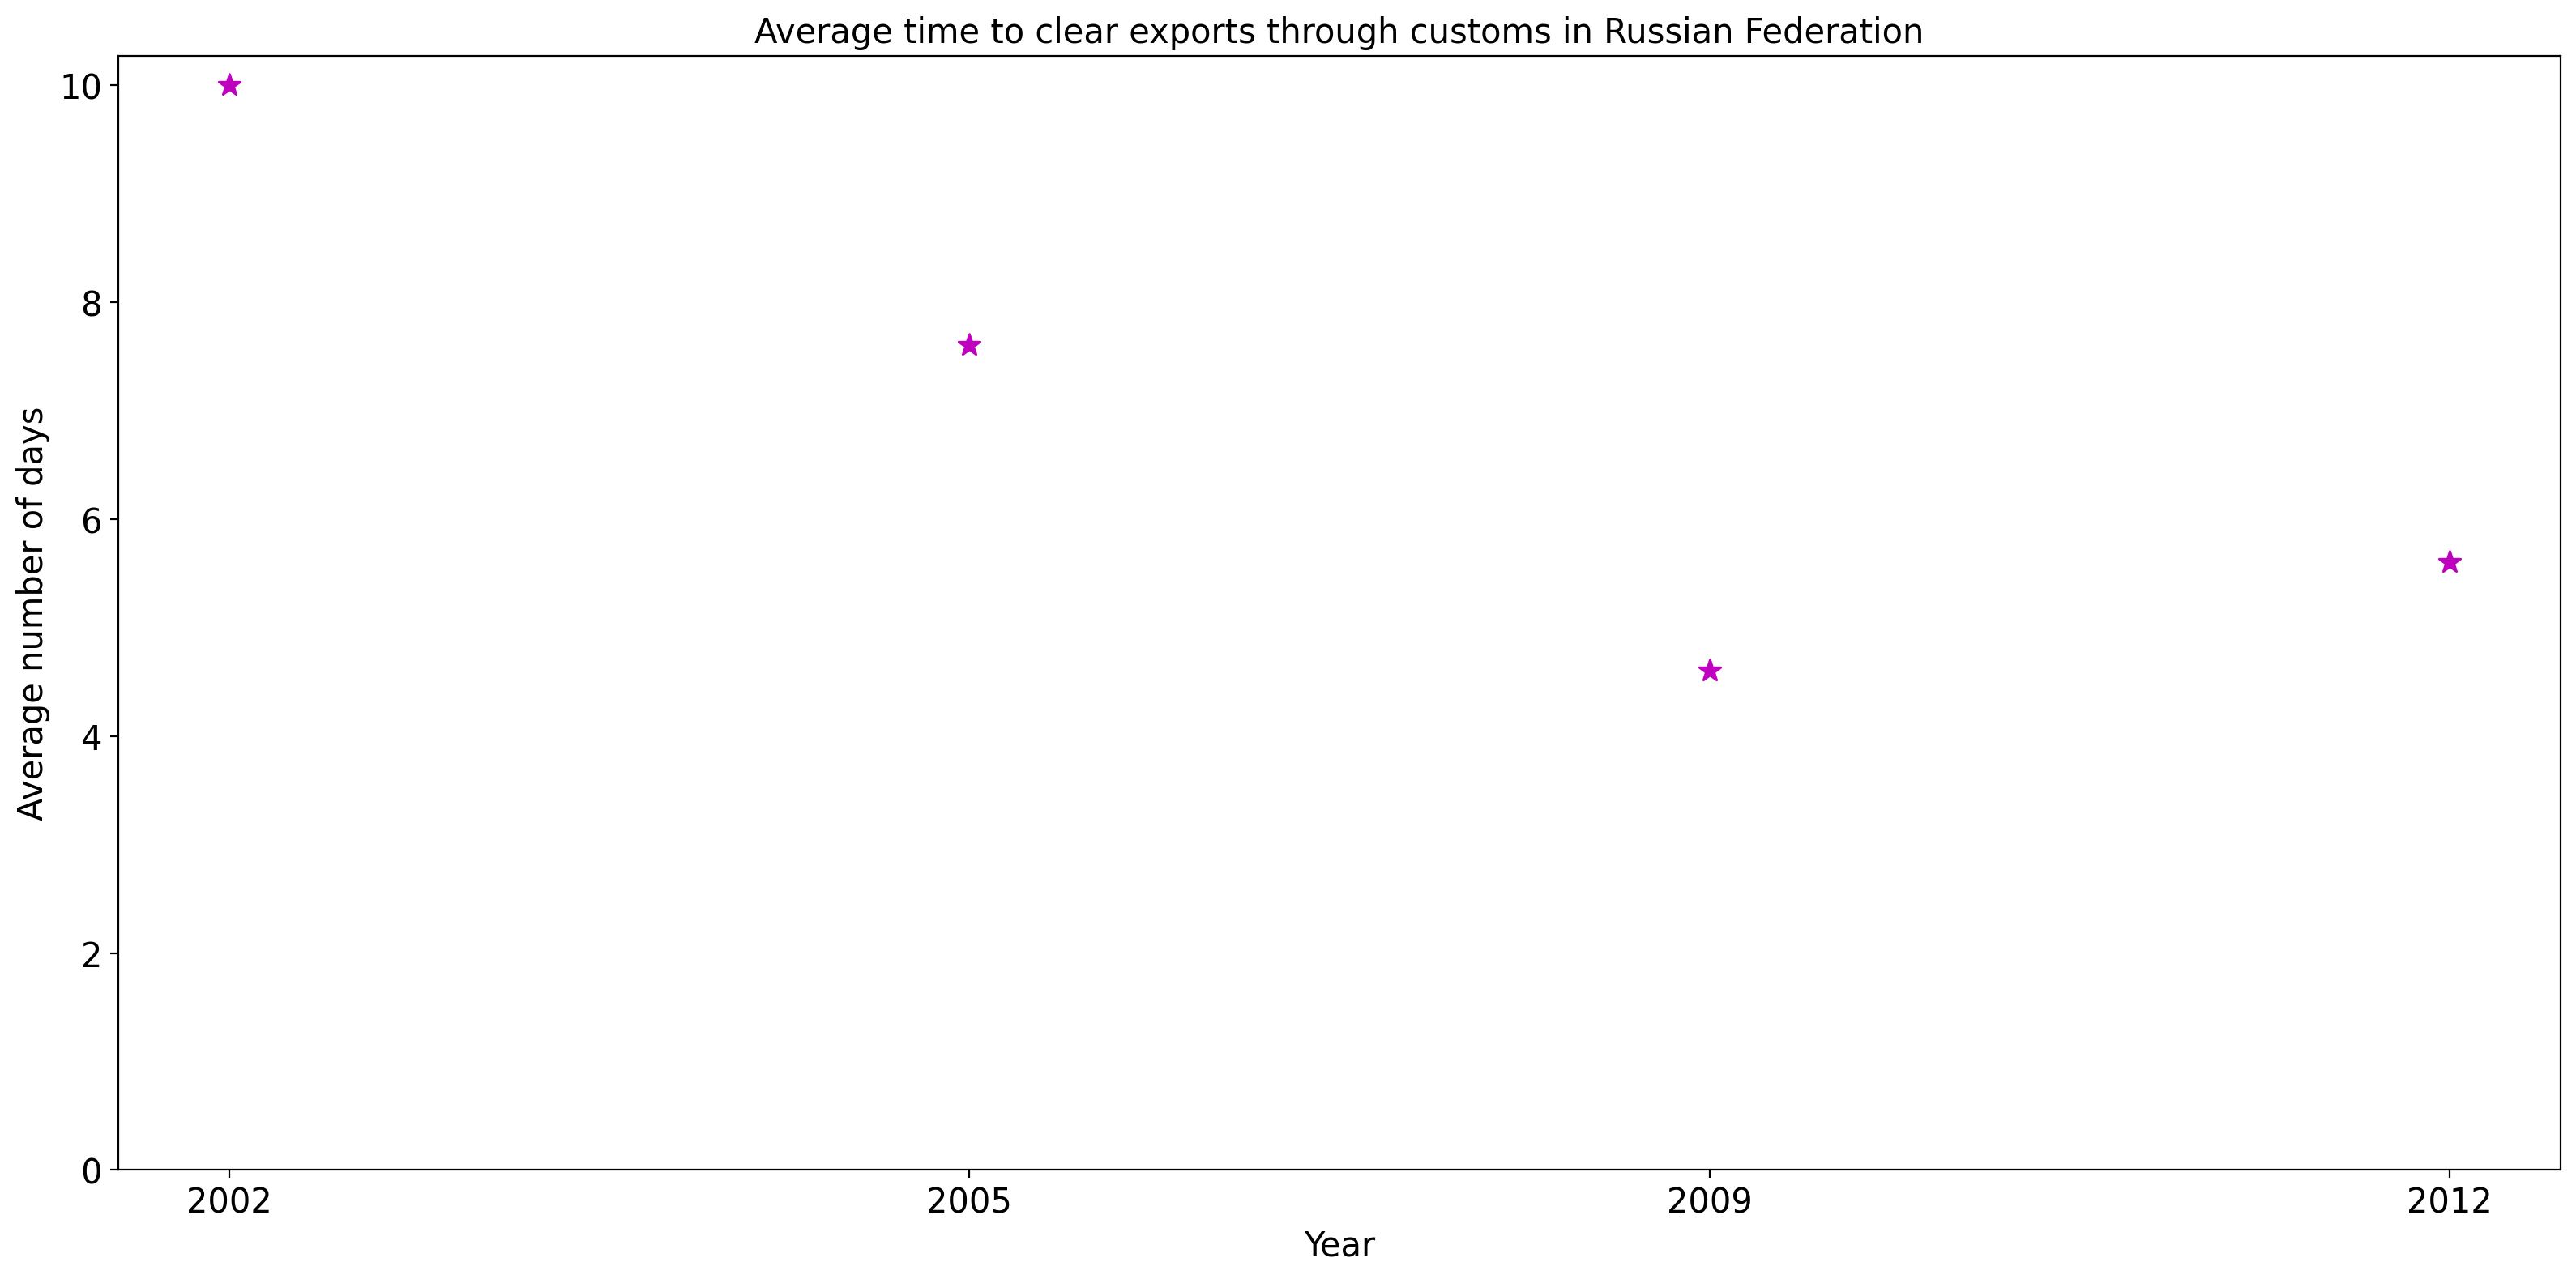 Average time to clear exports through customs in Russian Federation
10
8
6
4
2
0
Average number of days
2002 2005 2009 2012
Year